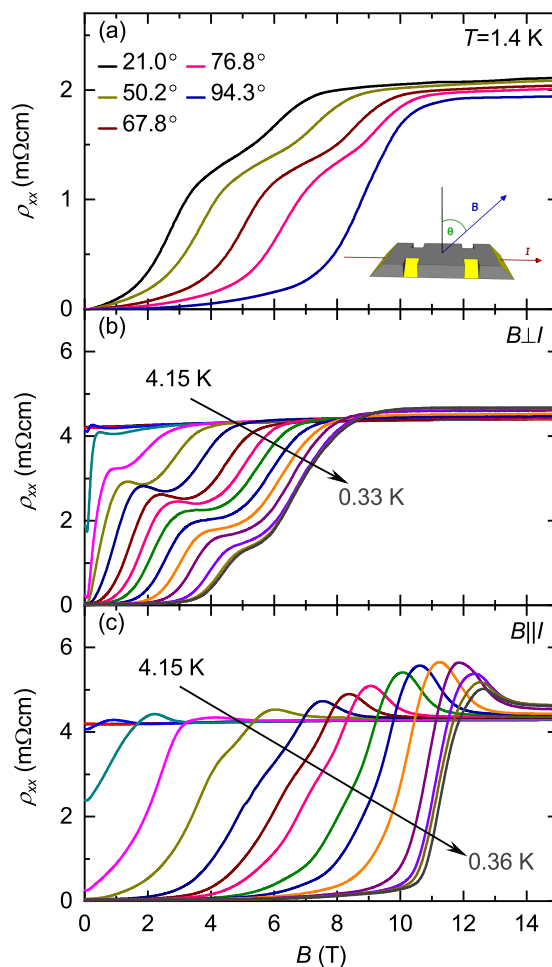 (a)
T=1.4 K
21.0°
76.8°
50.2°
94.3°
67.8°
2
1
0
ρxx (mΩcm)
B
θ
I
(b)
B⊥I
4.15 K
0.33 K
6
4
2
0
ρxx (mΩcm)
(c)
B||I
4.15 K
0.36 K
6
4
2
0
ρxx (mΩcm)
0 2 4 6 8 10 12 14
B (T)